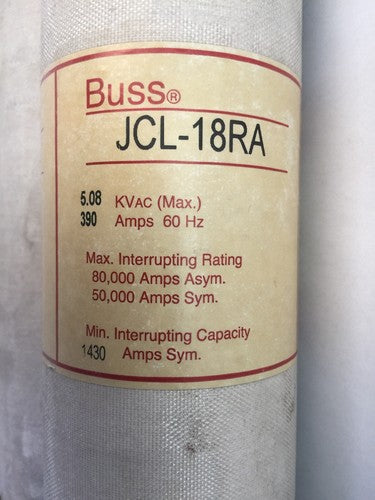 Buss®
JCL-18RA
5.08 KVAC (Max.)
390 Amps 60 Hz
Max. Interrupting Rating
80,000 Amps Asym.
50,000 Amps Sym.
Min. Interrupting Capacity
1430 Amps Sym.